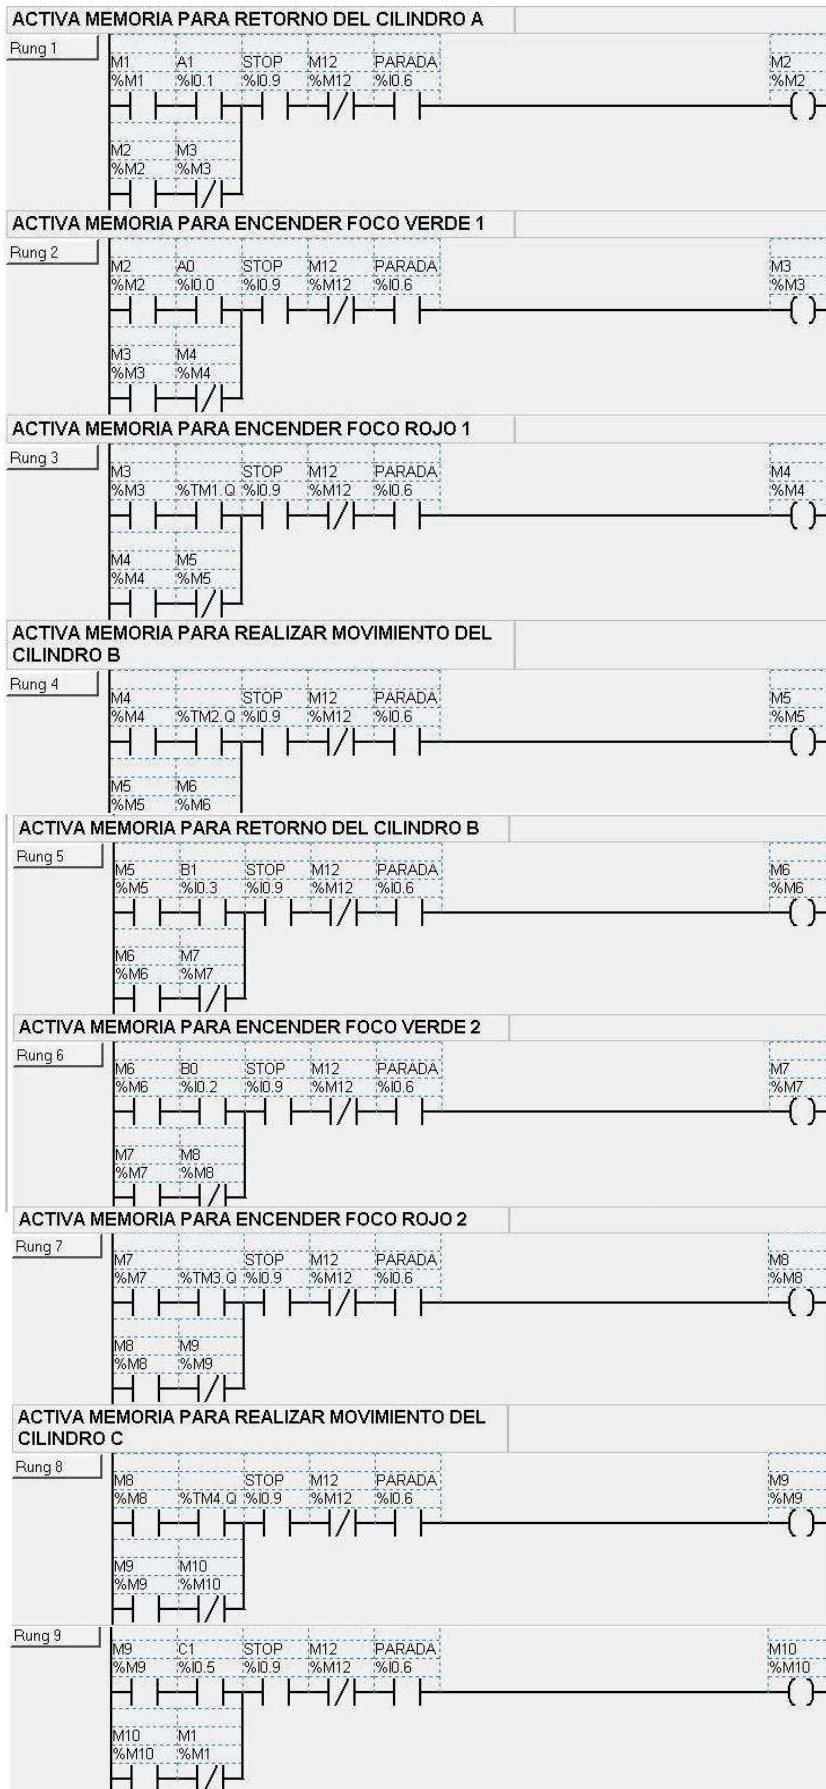 ACTIVA MEMORIA PARA RETORNO DEL CILINDRO A
Rung 1
M1 A1 STOP M12 PARADA M2
%M1 %I0.1 %I0.9 %M12 %I0.6 %M2
M2 M3
%M2 %M3
ACTIVA MEMORIA PARA ENCENDER FOCO VERDE 1
Rung 2
M2 A0 STOP M12 PARADA M3
%M2 %I0.0 %I0.9 %M12 %I0.6 %M3
M3 M4
%M3 %M4
ACTIVA MEMORIA PARA ENCENDER FOCO ROJO 1
Rung 3
M3 STOP M12 PARADA M4
%M3 %TM1.Q %I0.9 %M12 %I0.6 %M4
M4 M5
%M4 %M5
ACTIVA MEMORIA PARA REALIZAR MOVIMIENTO DEL
CILINDRO B
Rung 4
M4 STOP M12 PARADA M5
%M4 %TM2.Q %I0.9 %M12 %I0.6 %M5
M5 M6
%M5 %M6
ACTIVA MEMORIA PARA RETORNO DEL CILINDRO B
Rung 5
M5 B1 STOP M12 PARADA M6
%M5 %I0.3 %I0.9 %M12 %I0.6 %M6
M6 M7
%M6 %M7
ACTIVA MEMORIA PARA ENCENDER FOCO VERDE 2
Rung 6
M6 B0 STOP M12 PARADA M7
%M6 %I0.2 %I0.9 %M12 %I0.6 %M7
M7 M8
%M7 %M8
ACTIVA MEMORIA PARA ENCENDER FOCO ROJO 2
Rung 7
M7 STOP M12 PARADA M8
%M7 %TM3.Q %I0.9 %M12 %I0.6 %M8
M8 M9
%M8 %M9
ACTIVA MEMORIA PARA REALIZAR MOVIMIENTO DEL
CILINDRO C
Rung 8
M8 STOP M12 PARADA M9
%M8 %TM4.Q %I0.9 %M12 %I0.6 %M9
M9 M10
%M9 %M10
Rung 9
M9 C1 STOP M12 PARADA M10
%M9 %I0.5 %I0.9 %M12 %I0.6 %M10
M10 M1
%M10 %M1